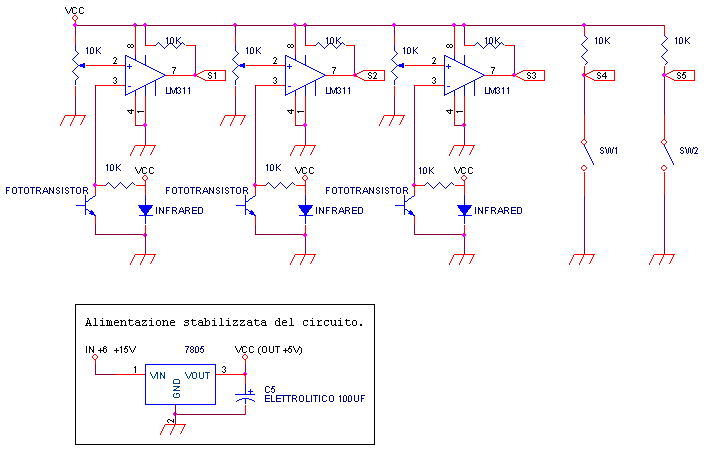 VCC
10K 8 10K 10K 8 10K 10K 8 10K 10K 10K
2 7 S1 2 7 S2 2 7 S3 S4 S5
3 3 3
LM311 LM311 LM311
4 1 4 1 4 1
SW1 SW2
10K VCC 10K VCC 10K VCC
FOTOTRANSISTOR FOTOTRANSISTOR FOTOTRANSISTOR
INFRARED INFRARED INFRARED
Alimentazione stabilizzata del circuito.
IN +6 +15V 7805 VCC (OUT +5V)
1 VIN VOUT 3
GND
C5
ELETTROLITICO 100UF
2